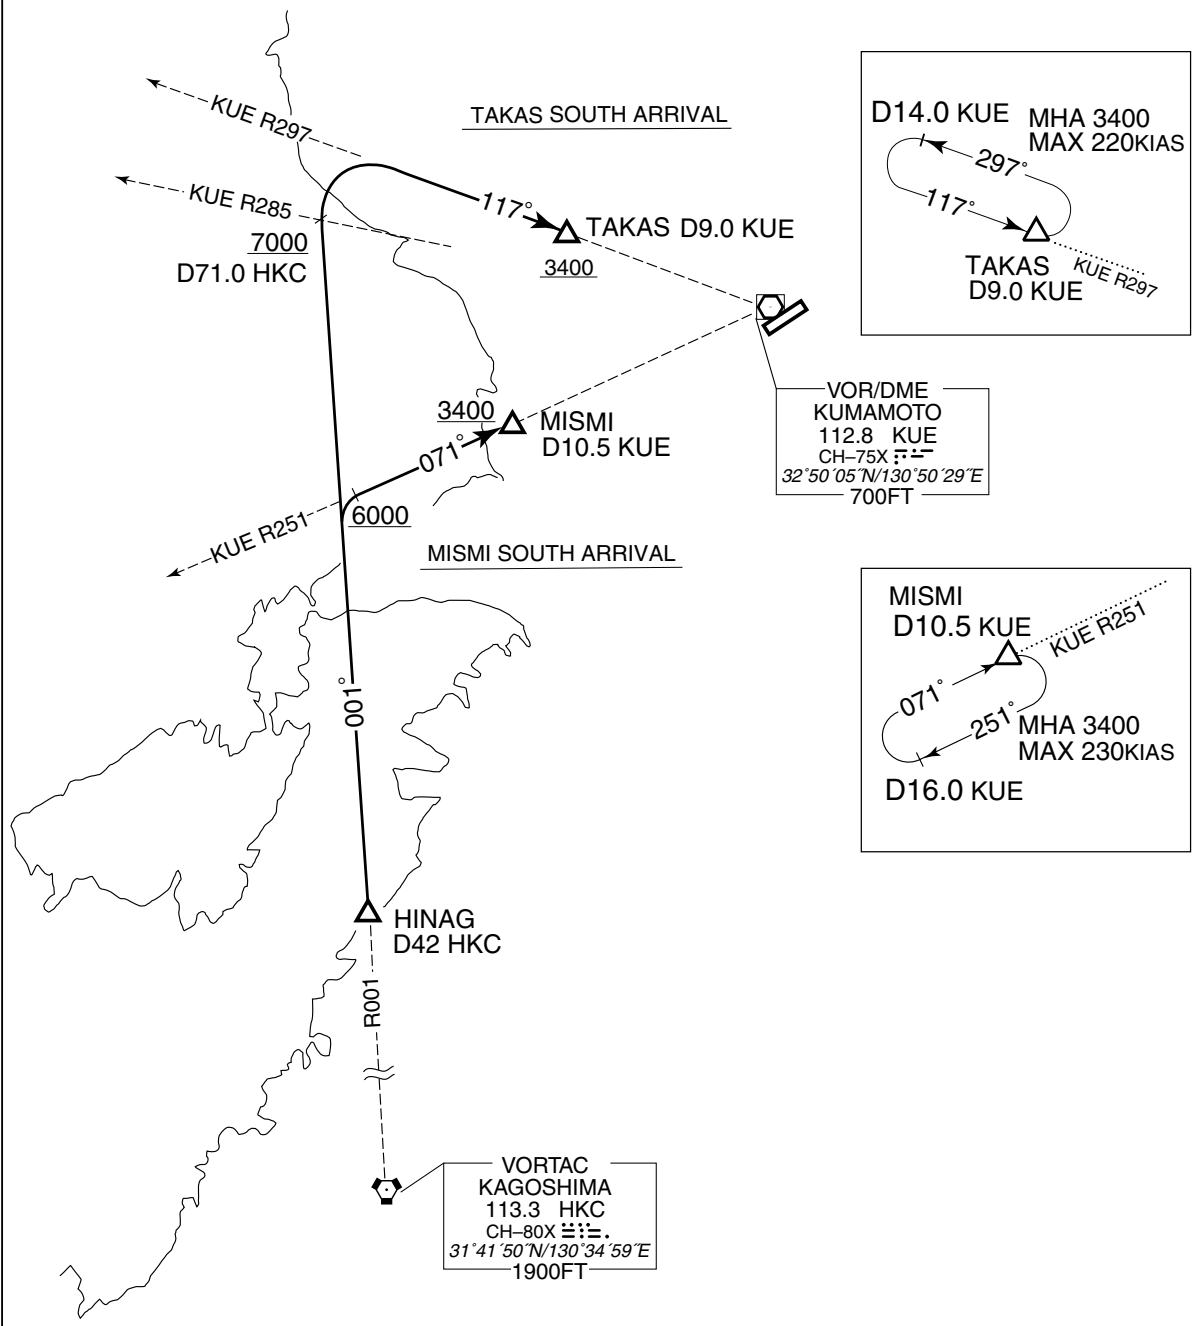 TAKAS SOUTH ARRIVAL
KUE R297
KUE R285
117°
TAKAS D9.0 KUE
3400
7000
D71.0 HKC
D14.0 KUE
MHA 3400
MAX 220KIAS
297°
117°
TAKAS
D9.0 KUE
KUE R297
VOR/DME
KUMAMOTO
112.8 KUE
CH–75X
32°50´05˝N/130°50´29˝E
700FT
3400
MISMI
D10.5 KUE
071°
6000
KUE R251
MISMI SOUTH ARRIVAL
MISMI
D10.5 KUE
KUE R251
071°
251°
MHA 3400
MAX 230KIAS
D16.0 KUE
001°
HINAG
D42 HKC
R001
VORTAC
KAGOSHIMA
113.3 HKC
CH–80X
31°41´50˝N/130°34´59˝E
1900FT